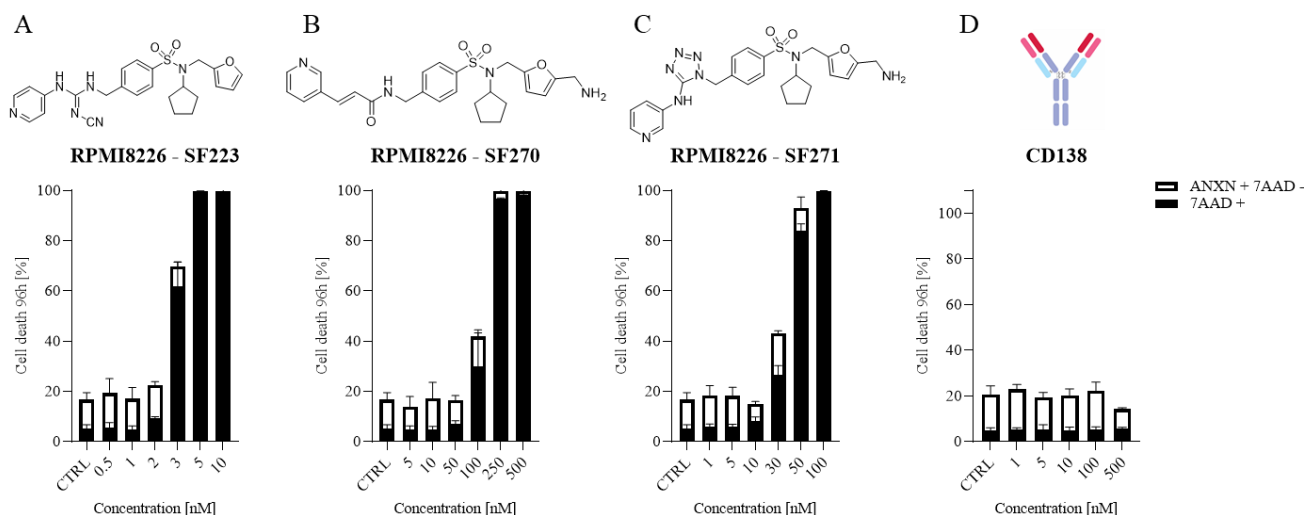 A B C D
O O O O O O
S S S
N O N O N N N N O
H H
N N
N
N
CN
N
H
N
O
NH2
N
NH
N
NH2
RPMI8226 - SF223 RPMI8226 - SF270 RPMI8226 - SF271 CD138
ANXN + 7AAD -
7AAD +
Cell death 96h [%]
100
80
60
40
20
0
CTRL 0.5 1 2 3 5 10
Concentration [nM]
Cell death 96h [%]
100
80
60
40
20
0
CTRL 5 10 50 100 250 500
Concentration [nM]
Cell death 96h [%]
100
80
60
40
20
0
CTRL 1 5 10 30 50 100
Concentration [nM]
Cell death 96h [%]
100
80
60
40
20
0
CTRL 1 5 10 100 500
Concentration [nM]